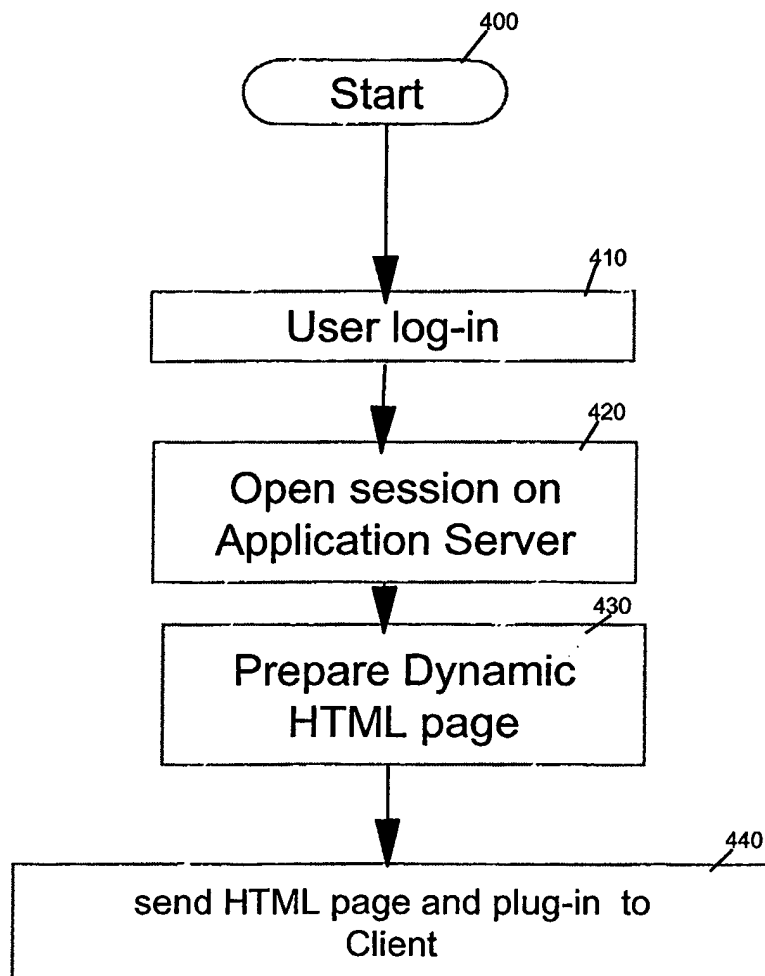 400
Start
410
User log-in
420
Open session on
Application Server
430
Prepare Dynamic
HTML page
440
send HTML page and plug-in to
Client